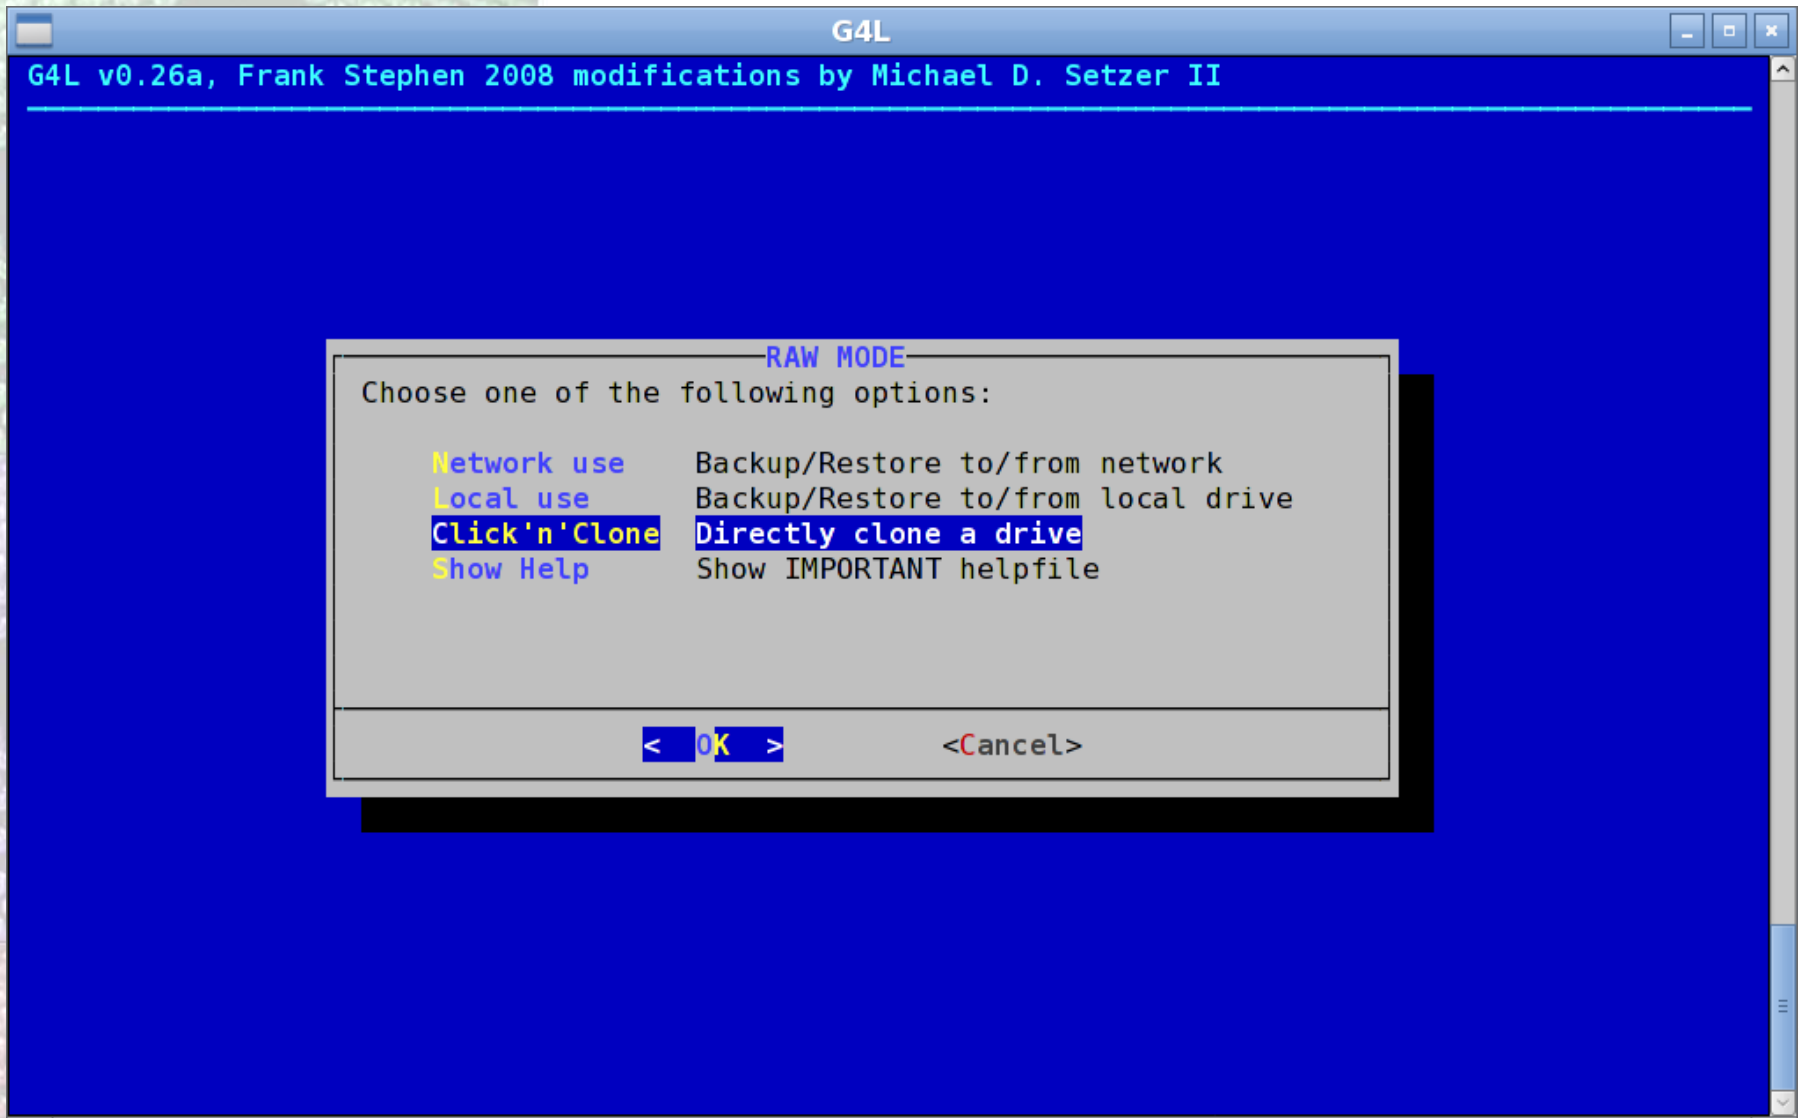 G4L
G4L v0.26a, Frank Stephen 2008 modifications by Michael D. Setzer II
RAW MODE
Choose one of the following options:
Network use Backup/Restore to/from network
Local use Backup/Restore to/from local drive
Click'n'Clone Directly clone a drive
Show Help Show IMPORTANT helpfile
< OK > <Cancel>